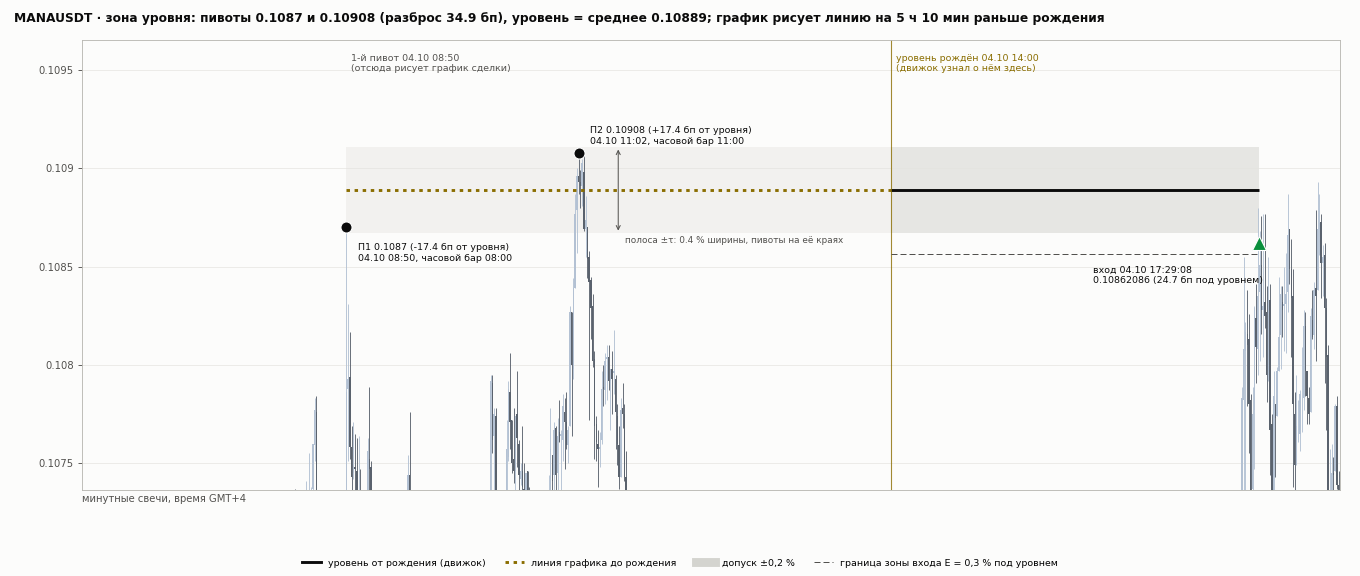 MANAUSDT · зона уровня: пивоты 0.1087 и 0.10908 (разброс 34.9 бп), уровень = среднее 0.10889; график рисует линию на 5 ч 10 мин раньше рождения
1-й пивот 04.10 08:50
(отсюда рисует график сделки)
уровень рождён 04.10 14:00
(движок узнал о нём здесь)
0.1095
П2 0.10908 (+17.4 бп от уровня)
04.10 11:02, часовой бар 11:00
0.109
П1 0.1087 (-17.4 бп от уровня)
04.10 08:50, часовой бар 08:00
полоса ±τ: 0.4 % ширины, пивоты на её краях
0.1085
вход 04.10 17:29:08
0.10862086 (24.7 бп под уровнем)
0.108
0.1075
минутные свечи, время GMT+4
уровень от рождения (движок)
линия графика до рождения
допуск ±0,2 %
граница зоны входа E = 0,3 % под уровнем